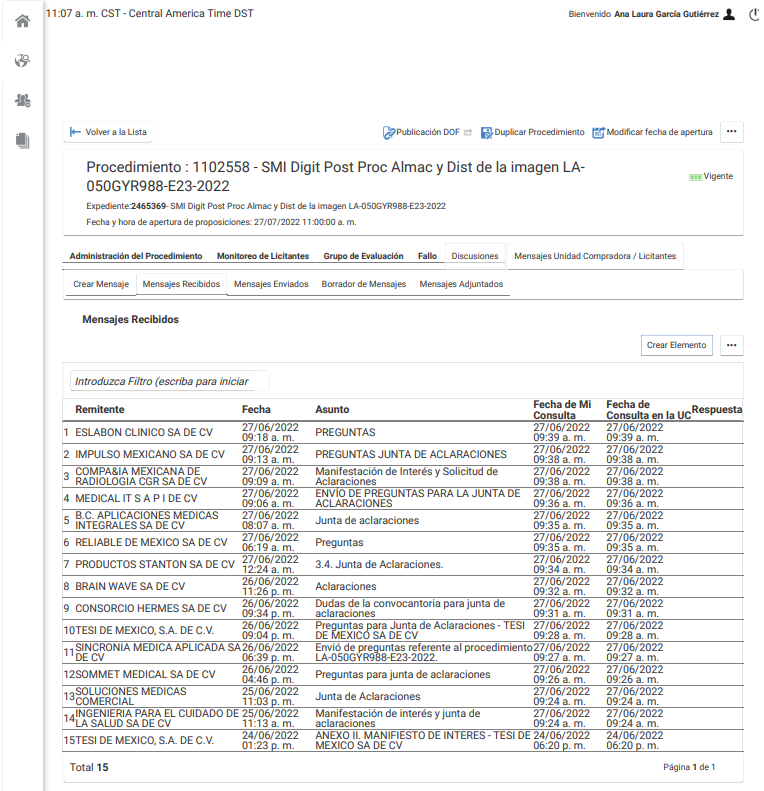 11:07 a. m. CST - Central America Time DST
Bienvenido Ana Laura García Gutiérrez
Volver a la Lista
Publicación DOF
Duplicar Procedimiento
Modificar fecha de apertura
Procedimiento : 1102558 - SMI Digit Post Proc Almac y Dist de la imagen LA-
050GYR988-E23-2022
Vigente
Expediente:2465369- SMI Digit Post Proc Almac y Dist de la imagen LA-050GYR988-E23-2022
Fecha y hora de apertura de proposiciones: 27/07/2022 11:00:00 a. m.
Administración del Procedimiento Monitoreo de Licitantes Grupo de Evaluación Fallo Discusiones Mensajes Unidad Compradora / Licitantes
Crear Mensaje Mensajes Recibidos Mensajes Enviados Borrador de Mensajes Mensajes Adjuntados
Mensajes Recibidos
Crear Elemento
Introduzca Filtro (escriba para iniciar
Remitente Fecha Asunto Fecha de Mi Consulta Fecha de Consulta en la UC Respuesta
1 ESLABON CLINICO SA DE CV 27/06/2022 09:18 a. m. PREGUNTAS 27/06/2022 09:39 a. m. 27/06/2022 09:39 a. m.
2 IMPULSO MEXICANO SA DE CV 27/06/2022 09:13 a. m. PREGUNTAS JUNTA DE ACLARACIONES 27/06/2022 09:38 a. m. 27/06/2022 09:38 a. m.
3 COMPA&IA MEXICANA DE RADIOLOGIA CGR SA DE CV 27/06/2022 09:09 a. m. Manifestación de Interés y Solicitud de Aclaraciones 27/06/2022 09:38 a. m. 27/06/2022 09:38 a. m.
4 MEDICAL IT S A P I DE CV 27/06/2022 09:06 a. m. ENVÍO DE PREGUNTAS PARA LA JUNTA DE ACLARACIONES 27/06/2022 09:36 a. m. 27/06/2022 09:36 a. m.
5 B.C. APLICACIONES MEDICAS INTEGRALES SA DE CV 27/06/2022 08:07 a. m. Junta de aclaraciones 27/06/2022 09:35 a. m. 27/06/2022 09:35 a. m.
6 RELIABLE DE MEXICO SA DE CV 27/06/2022 06:19 a. m. Preguntas 27/06/2022 09:35 a. m. 27/06/2022 09:35 a. m.
7 PRODUCTOS STANTON SA DE CV 27/06/2022 12:24 a. m. 3.4. Junta de Aclaraciones. 27/06/2022 09:34 a. m. 27/06/2022 09:34 a. m.
8 BRAIN WAVE SA DE CV 26/06/2022 11:26 p. m. Aclaraciones 27/06/2022 09:32 a. m. 27/06/2022 09:32 a. m.
9 CONSORCIO HERMES SA DE CV 26/06/2022 09:34 p. m. Dudas de la convocantoria para junta de aclaraciones 27/06/2022 09:31 a. m. 27/06/2022 09:31 a. m.
10 TESI DE MEXICO, S.A. DE C.V. 26/06/2022 09:04 p. m. Preguntas para Junta de Aclaraciones - TESI DE MEXICO SA DE CV 27/06/2022 09:28 a. m. 27/06/2022 09:28 a. m.
11 SINCRONIA MEDICA APLICADA SA DE CV 26/06/2022 06:39 p. m. Envió de preguntas referente al procedimiento LA-050GYR988-E23-2022. 27/06/2022 09:27 a. m. 27/06/2022 09:27 a. m.
12 SOMMET MEDICAL SA DE CV 26/06/2022 04:46 p. m. Preguntas para junta de aclaraciones 27/06/2022 09:26 a. m. 27/06/2022 09:26 a. m.
13 SOLUCIONES MEDICAS COMERCIAL 25/06/2022 11:03 p. m. Junta de Aclaraciones 27/06/2022 09:24 a. m. 27/06/2022 09:24 a. m.
14 INGENIERIA PARA EL CUIDADO DE LA SALUD SA DE CV 25/06/2022 11:13 a. m. Manifestación de interés y junta de aclaraciones 27/06/2022 09:24 a. m. 27/06/2022 09:24 a. m.
15 TESI DE MEXICO, S.A. DE C.V. 24/06/2022 01:23 p. m. ANEXO II. MANIFIESTO DE INTERES - TESI DE MEXICO SA DE CV 24/06/2022 06:20 p. m. 24/06/2022 06:20 p. m.
Total 15
Página 1 de 1